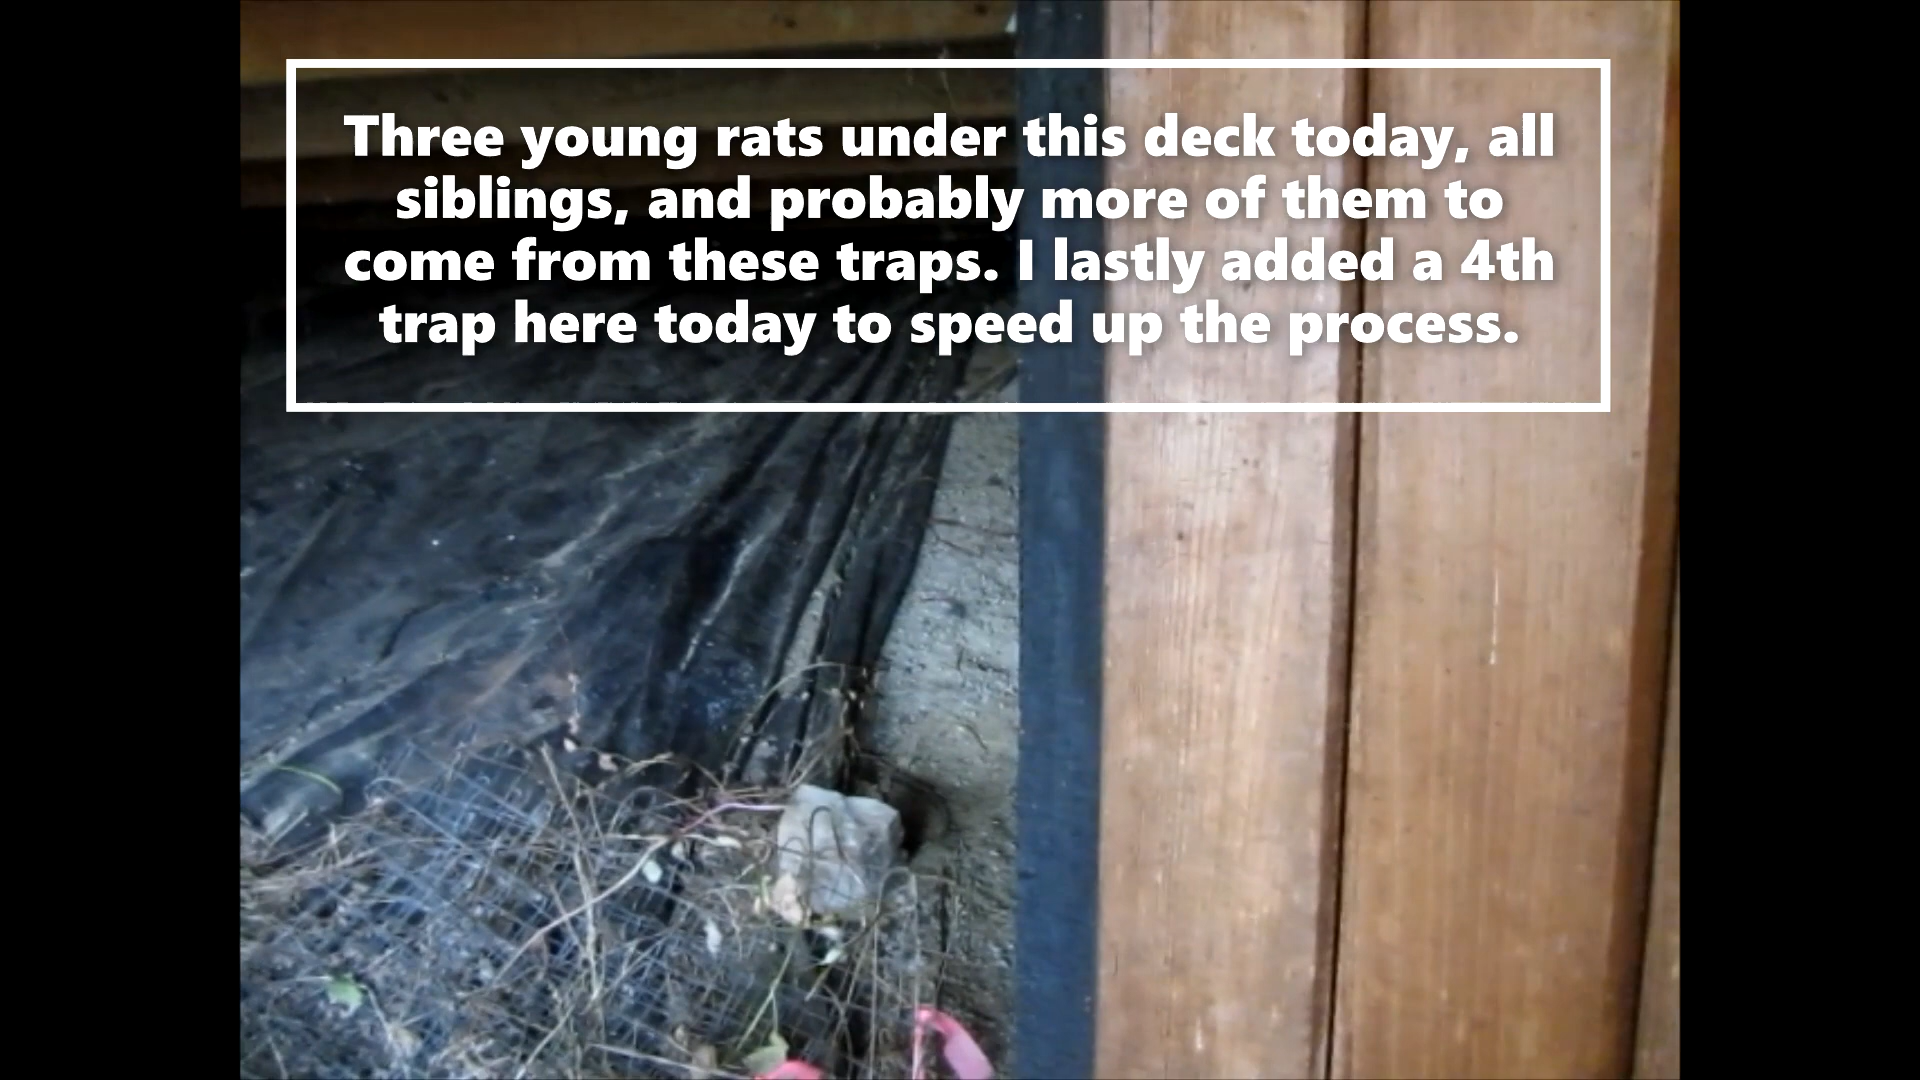 Three young rats under this deck today, all
siblings, and probably more of them to
come from these traps. I lastly added a 4th
trap here today to speed up the process.